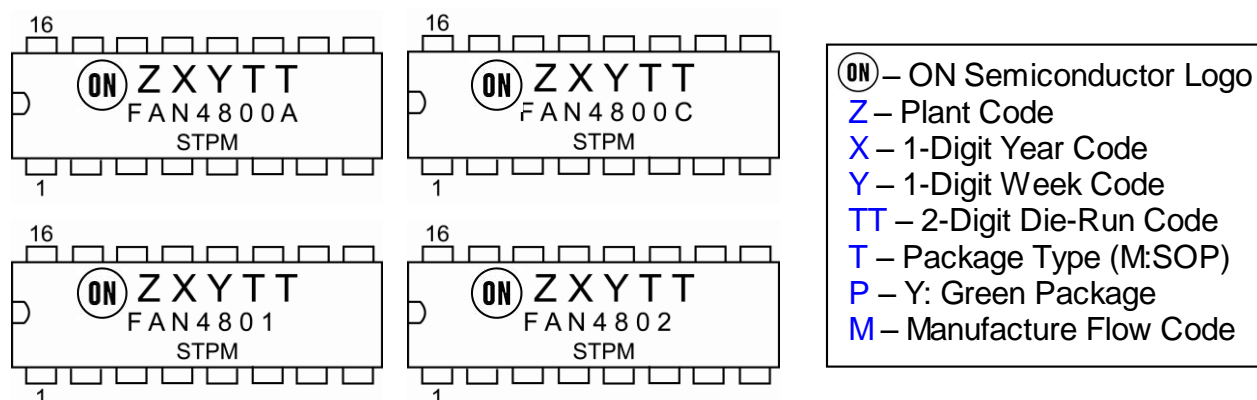 16
ON ZXYTT
FAN4800A
STPM
1
16
ON ZXYTT
FAN4800C
STPM
1
16
ON ZXYTT
FAN4801
STPM
1
16
ON ZXYTT
FAN4802
STPM
1
ON – ON Semiconductor Logo
Z – Plant Code
X – 1-Digit Year Code
Y – 1-Digit Week Code
TT – 2-Digit Die-Run Code
T – Package Type (M:SOP)
P – Y: Green Package
M – Manufacture Flow Code